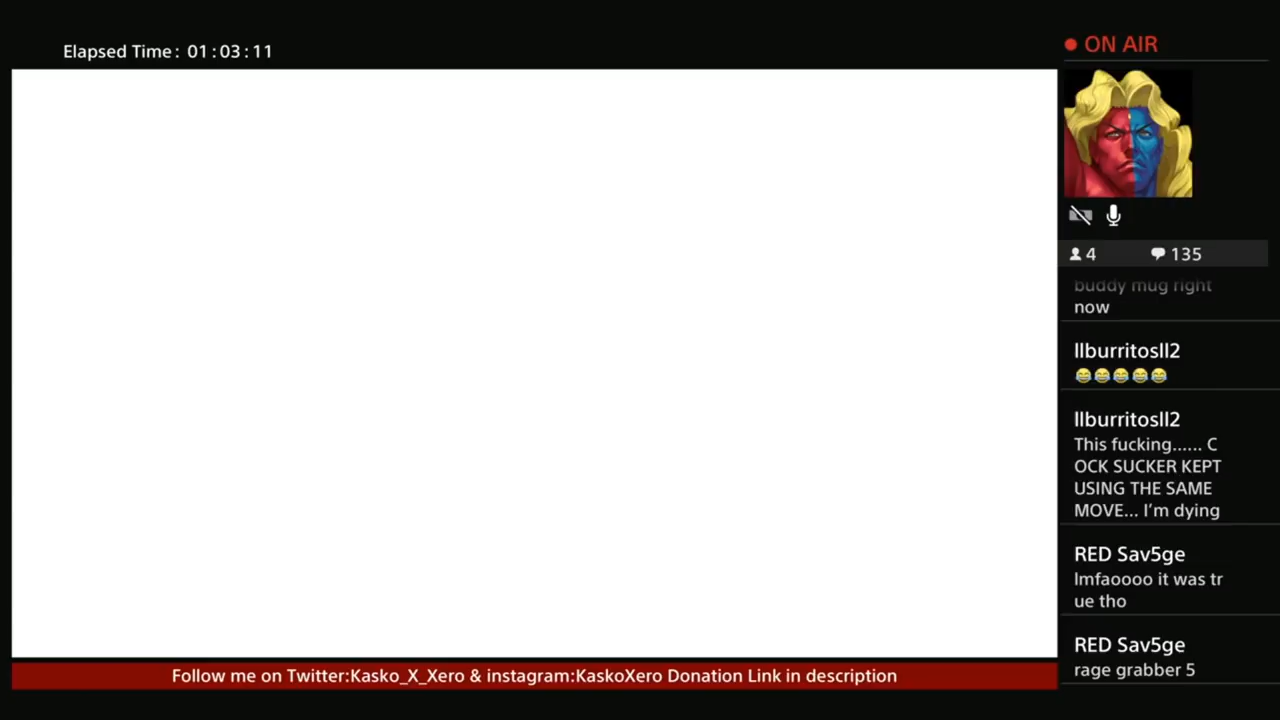 Elapsed Time: 01:03:11
ON AIR
4 135
buddy mug right
now
llburritosll2
😂😂😂😂😂
llburritosll2
This fucking...... C
OCK SUCKER KEPT
USING THE SAME
MOVE... I'm dying
RED Sav5ge
lmfaoooo it was tr
ue tho
RED Sav5ge
rage grabber 5
Follow me on Twitter:Kasko_X_Xero & instagram:KaskoXero Donation Link in description